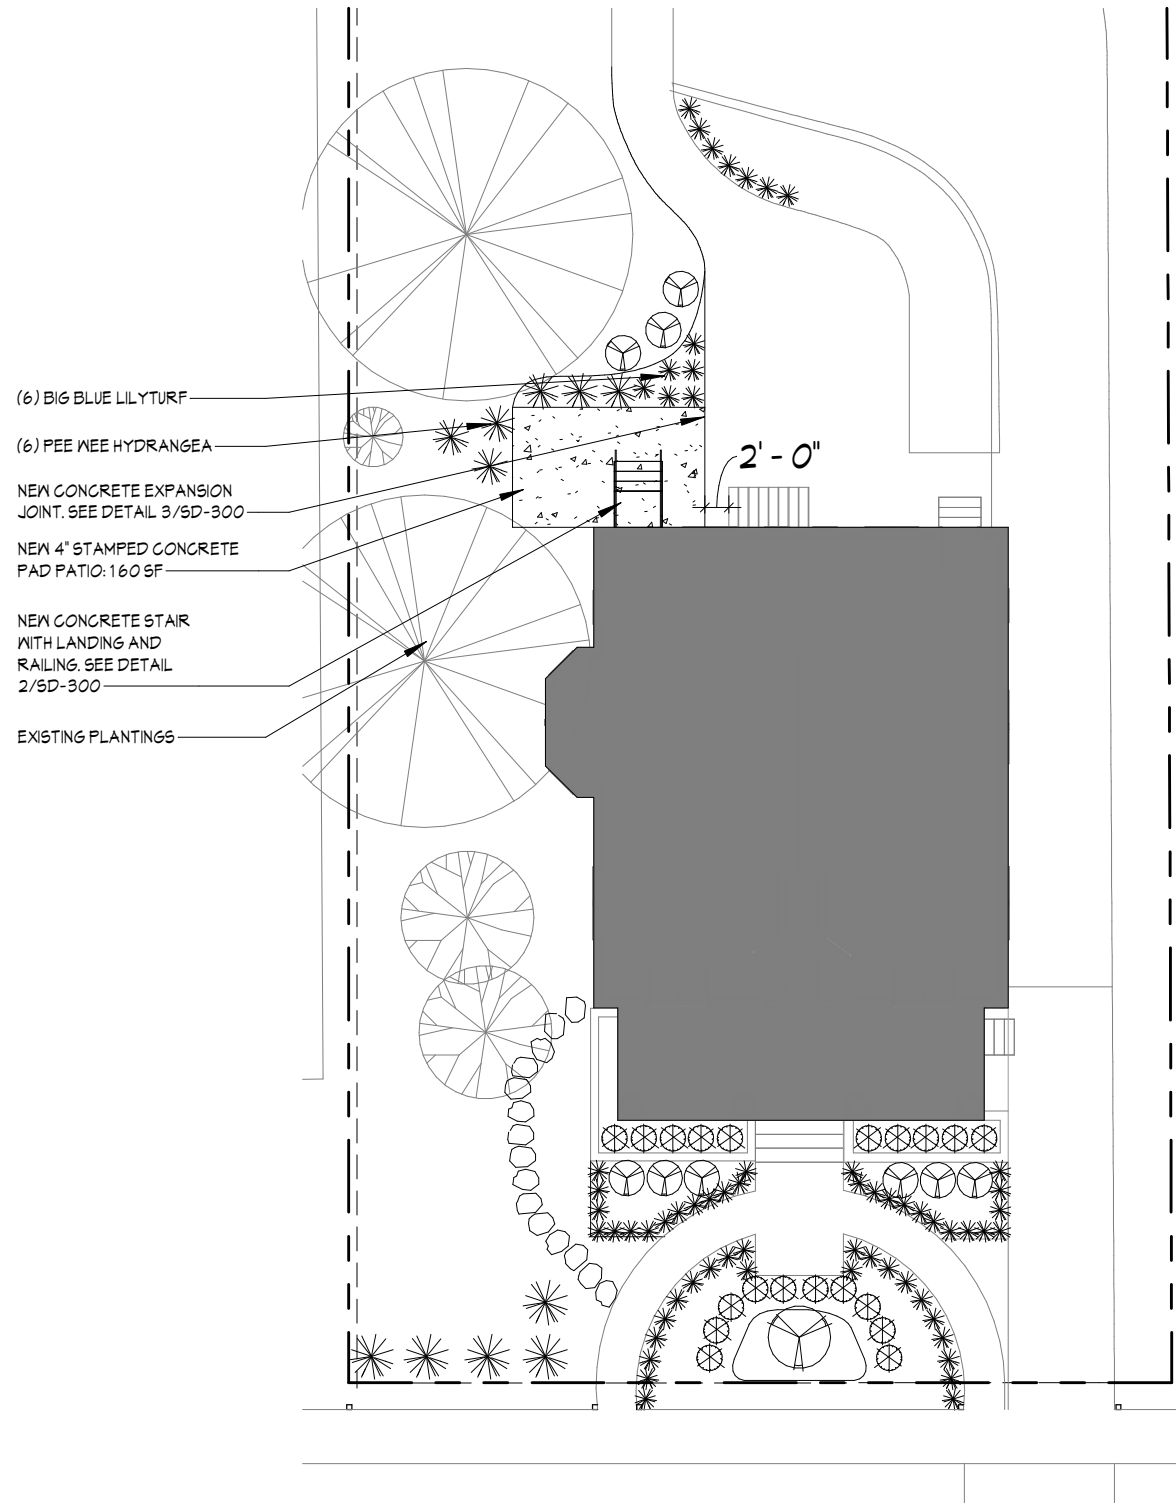 (6) BIG BLUE LILYTURF
(6) PEE WEE HYDRANGEA
NEW CONCRETE EXPANSION
JOINT. SEE DETAIL 3/SD-300
NEW 4" STAMPED CONCRETE
PAD PATIO: 160 SF
NEW CONCRETE STAIR
WITH LANDING AND
RAILING. SEE DETAIL
2/SD-300
EXISTING PLANTINGS
2' - 0"